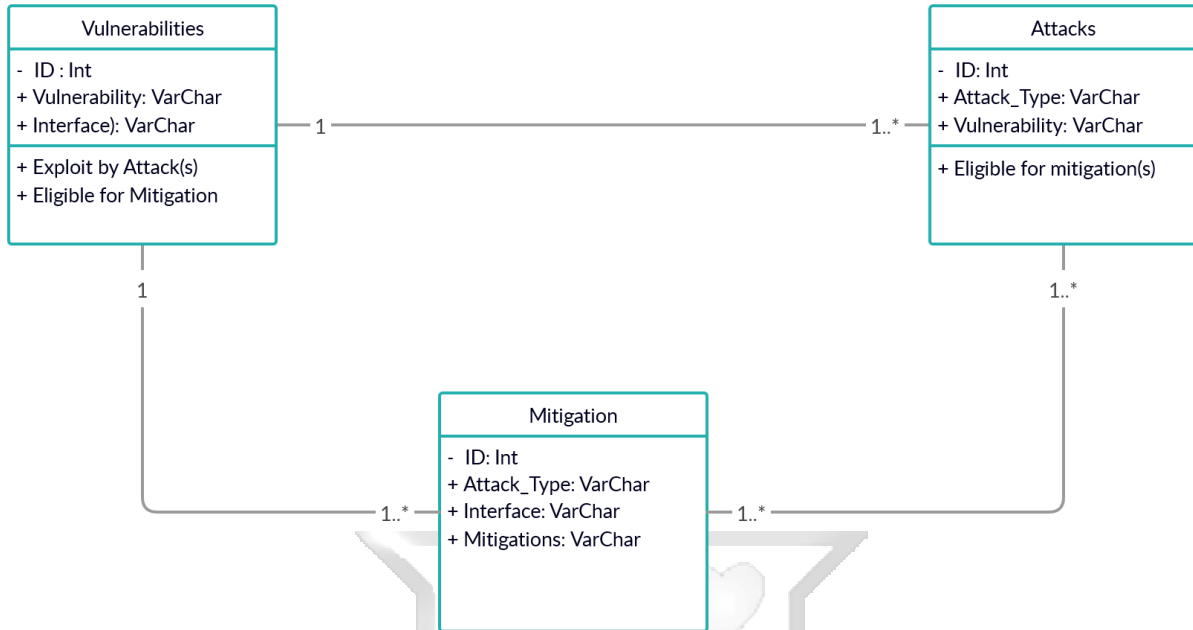 Vulnerabilities
- ID : Int
+ Vulnerability: VarChar
+ Interface): VarChar
+ Exploit by Attack(s)
+ Eligible for Mitigation
1
1..*
Attacks
- ID: Int
+ Attack_Type: VarChar
+ Vulnerability: VarChar
+ Eligible for mitigation(s)
1
1..*
Mitigation
- ID: Int
+ Attack_Type: VarChar
+ Interface: VarChar
+ Mitigations: VarChar
1..*
1..*